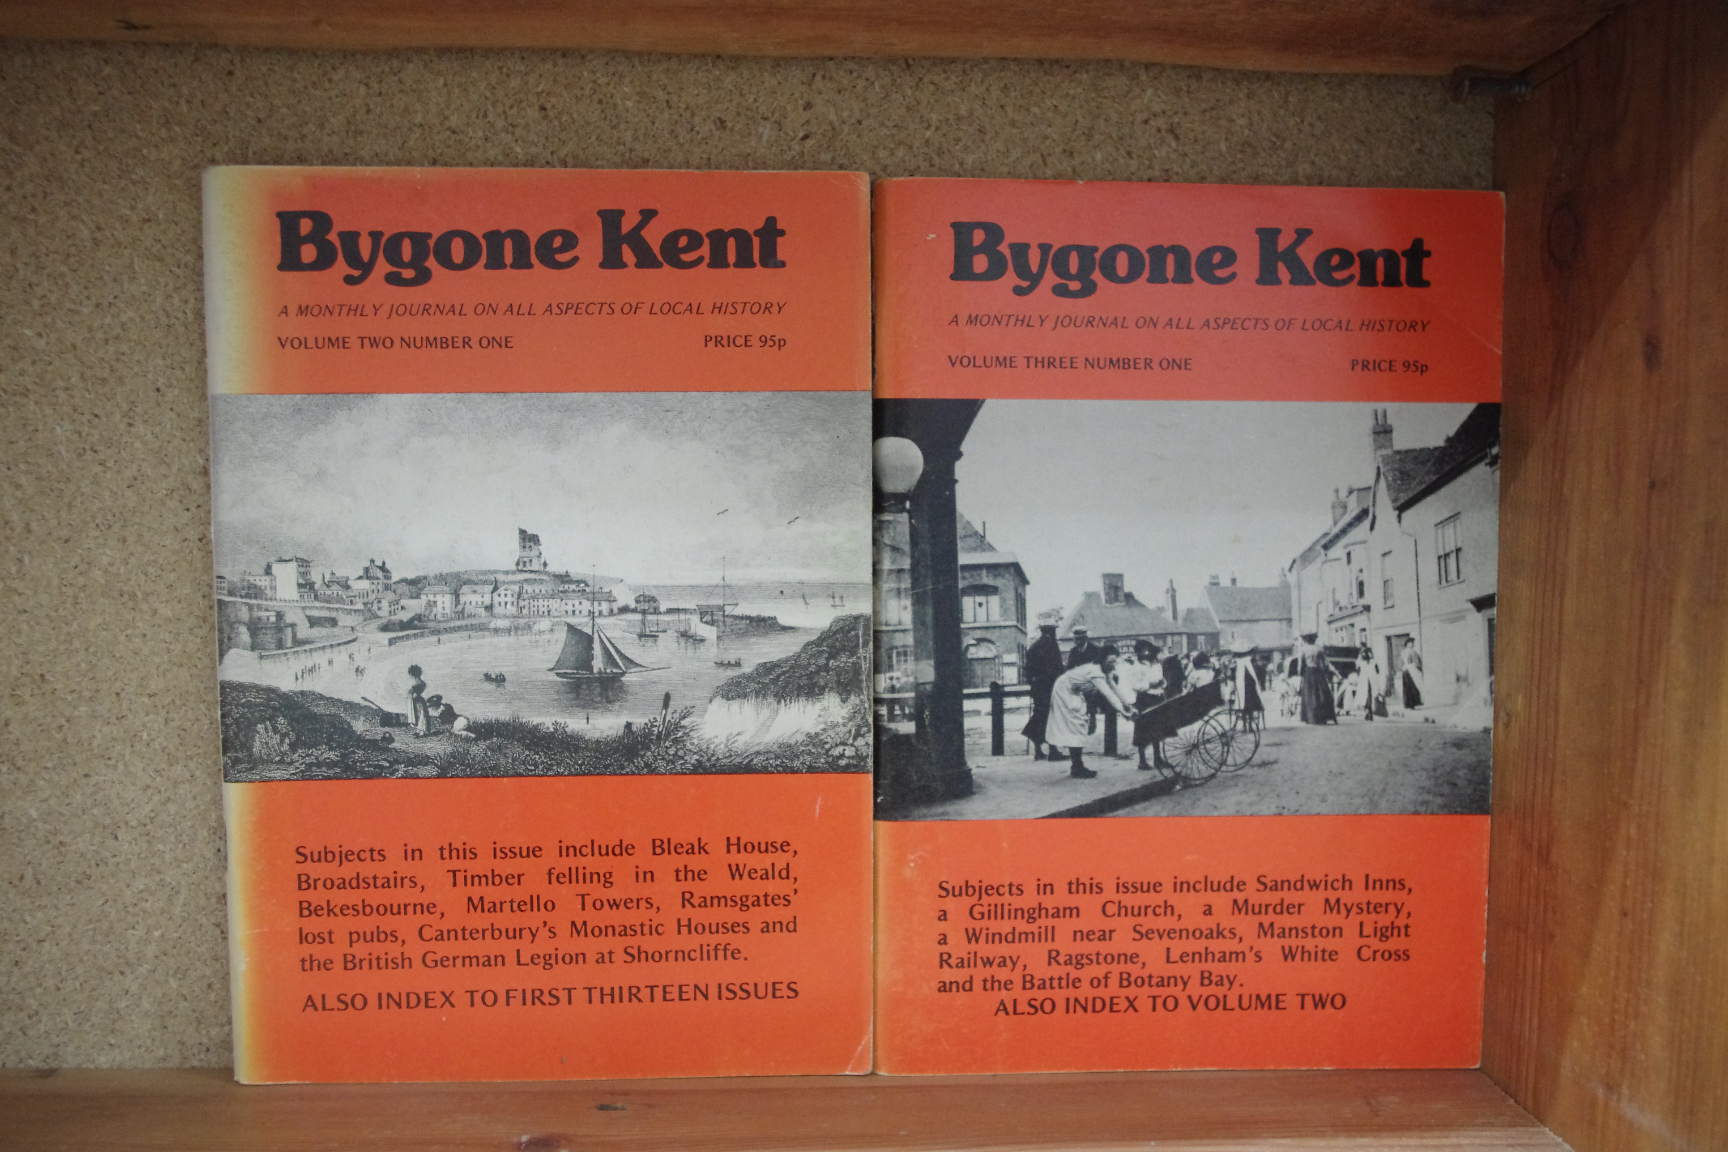 Bygone Kent
A MONTHLY JOURNAL ON ALL ASPECTS OF LOCAL HISTORY
VOLUME TWO NUMBER ONE PRICE 95p
Subjects in this issue include Bleak House,
Broadstairs, Timber felling in the Weald,
Bekesbourne, Martello Towers, Ramsgates'
lost pubs, Canterbury's Monastic Houses and
the British German Legion at Shorncliffe.
ALSO INDEX TO FIRST THIRTEEN ISSUES
Bygone Kent
A MONTHLY JOURNAL ON ALL ASPECTS OF LOCAL HISTORY
VOLUME THREE NUMBER ONE PRICE 95p
Subjects in this issue include Sandwich Inns,
a Gillingham Church, a Murder Mystery,
a Windmill near Sevenoaks, Manston Light
Railway, Ragstone, Lenham's White Cross
and the Battle of Botany Bay.
ALSO INDEX TO VOLUME TWO